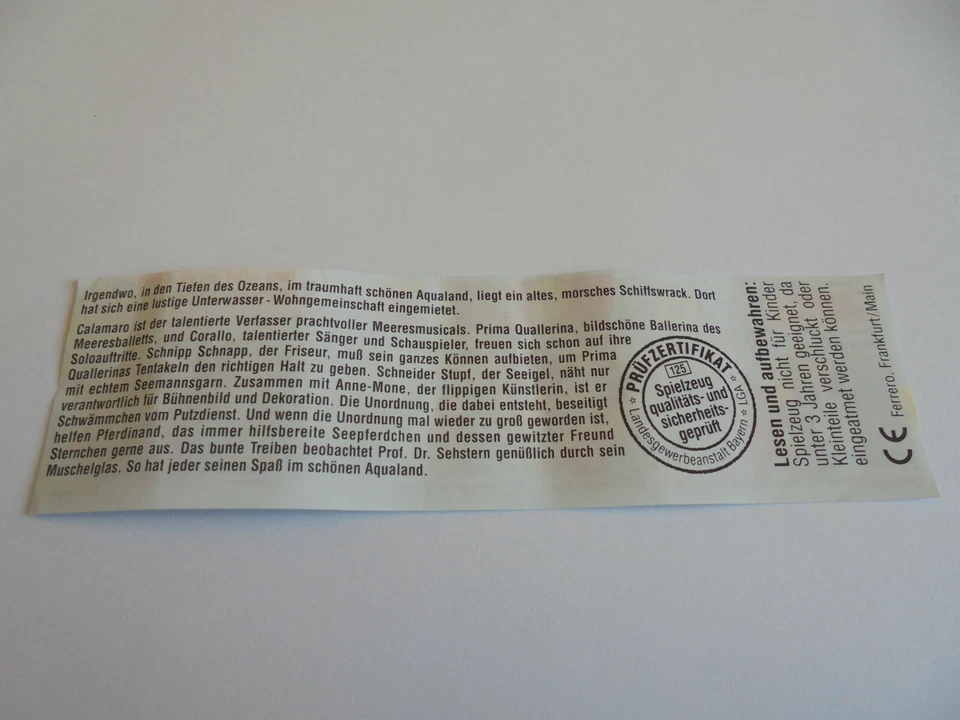 Irgendwo, in den Tiefen des Ozeans, im traumhaft schönen Aqualand, liegt ein altes, morsches Schiffswrack. Dort
hat sich eine lustige Unterwasser - Wohngemeinschaft eingemietet.
Calamaro ist der talentierte Verfasser prachtvoller Meeresmusicals. Prima Quallerina, bildschöne Ballerina des
Meeresballetts, und Corallo, talentierter Sänger und Schauspieler, freuen sich schon auf ihre
Soloauftritte. Schnipp Schnapp, der Friseur, muß sein ganzes Können aufbieten, um Prima
Quallerinas Tentakeln den richtigen Halt zu geben. Schneider Stupf, der Seeigel, näht nur
mit echtem Seemannsgarn. Zusammen mit Anne-Mone, der flippigen Künstlerin, ist er
verantwortlich für Bühnenbild und Dekoration. Die Unordnung, die dabei entsteht, beseitigt
Schwämmchen vom Putzdienst. Und wenn die Unordnung mal wieder zu groß geworden ist,
helfen Pferdinand, das immer hilfsbereite Seepferdchen und dessen gewitzter Freund
Sternchen gerne aus. Das bunte Treiben beobachtet Prof. Dr. Sehstern genüßlich durch sein
Muschelglas. So hat jeder seinen Spaß im schönen Aqualand.
PRÜFZERTIFIKAT
125
Spielzeug
qualitäts- und
sicherheits-
geprüft
Landesgewerbeanstalt Bayern ☆ LGA ☆
Lesen und aufbewahren:
Spielzeug nicht für Kinder
unter 3 Jahren geeignet, da
Kleinteile verschluckt oder
eingeatmet werden können.
CE Ferrero, Frankfurt/Main